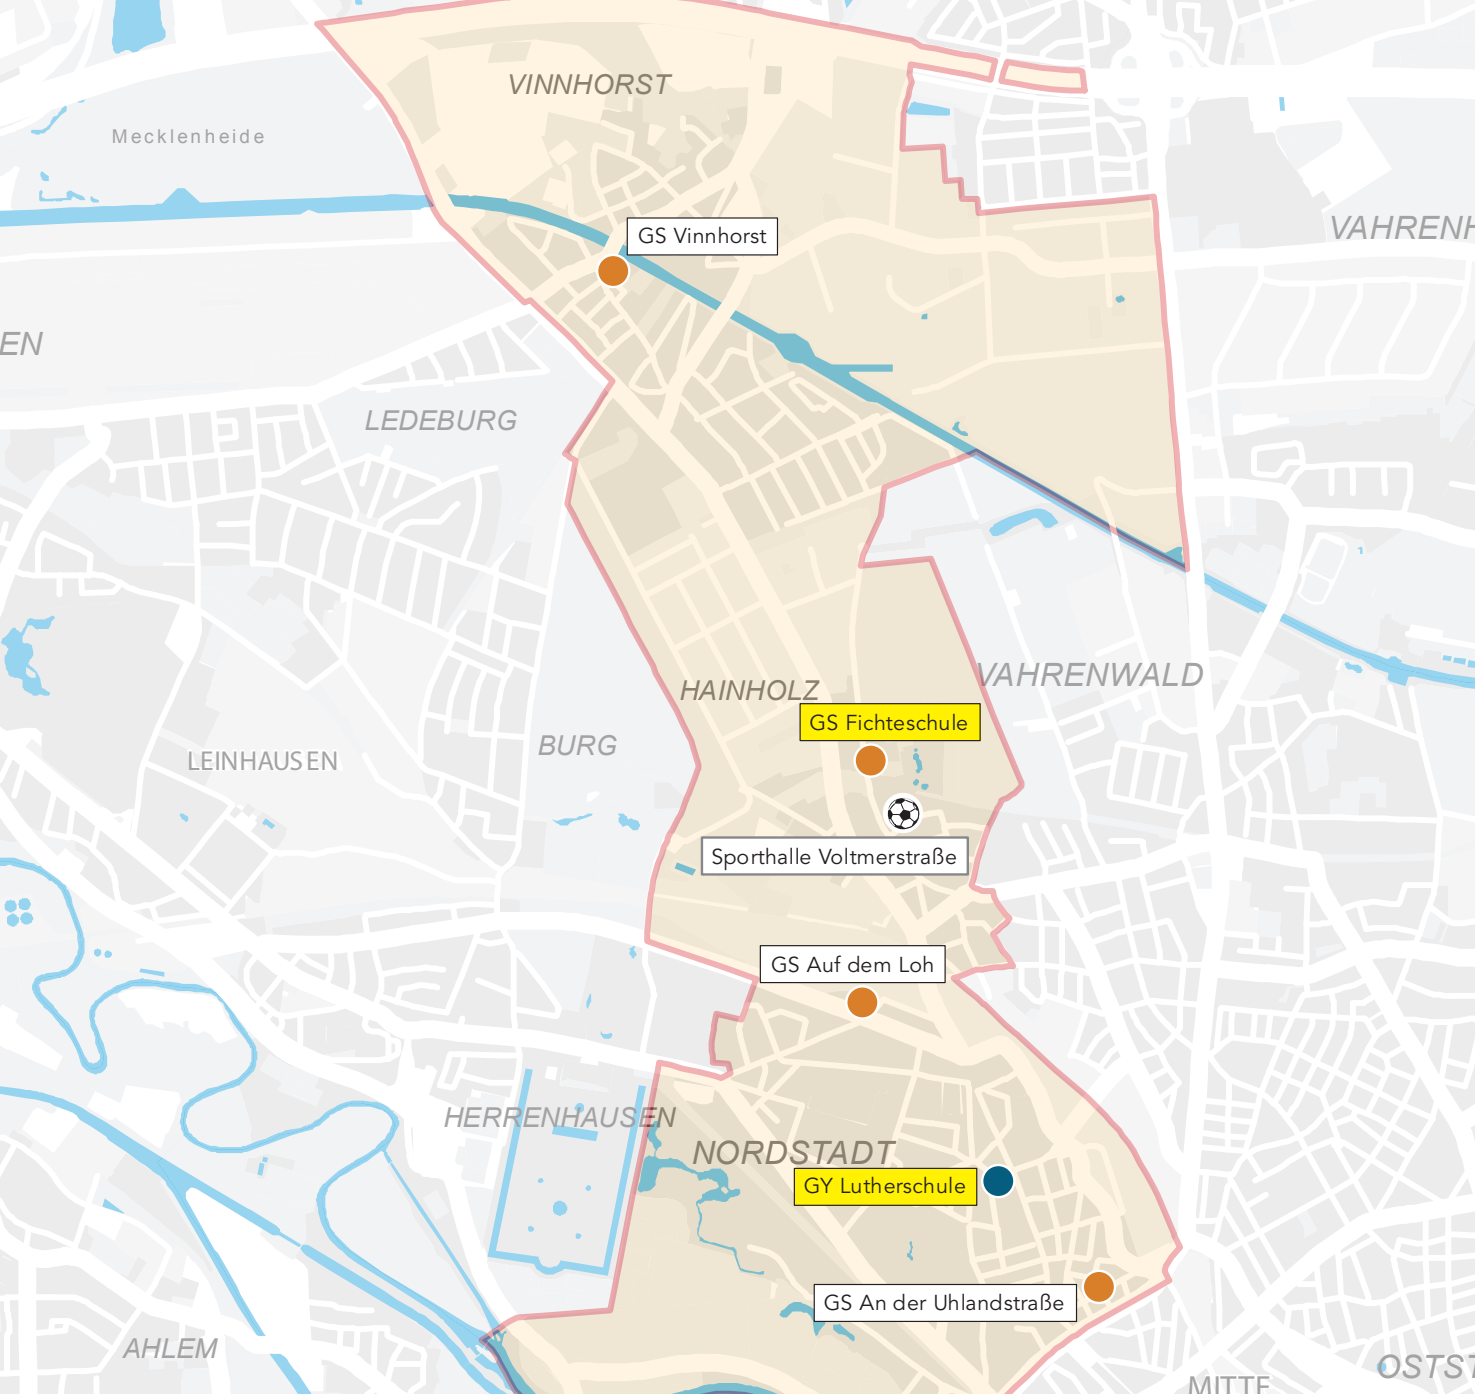 VINNHORST
Mecklenheide
VAHRENH
GS Vinnhorst
EN
LEDEBURG
VAHRENWALD
HAINHOLZ
GS Fichteschule
BURG
LEINHAUSEN
Sporthalle Voltmerstraße
GS Auf dem Loh
HERRENHAUSEN
NORDSTADT
GY Lutherschule
GS An der Uhlandstraße
AHLEM
OSTST
MITTE